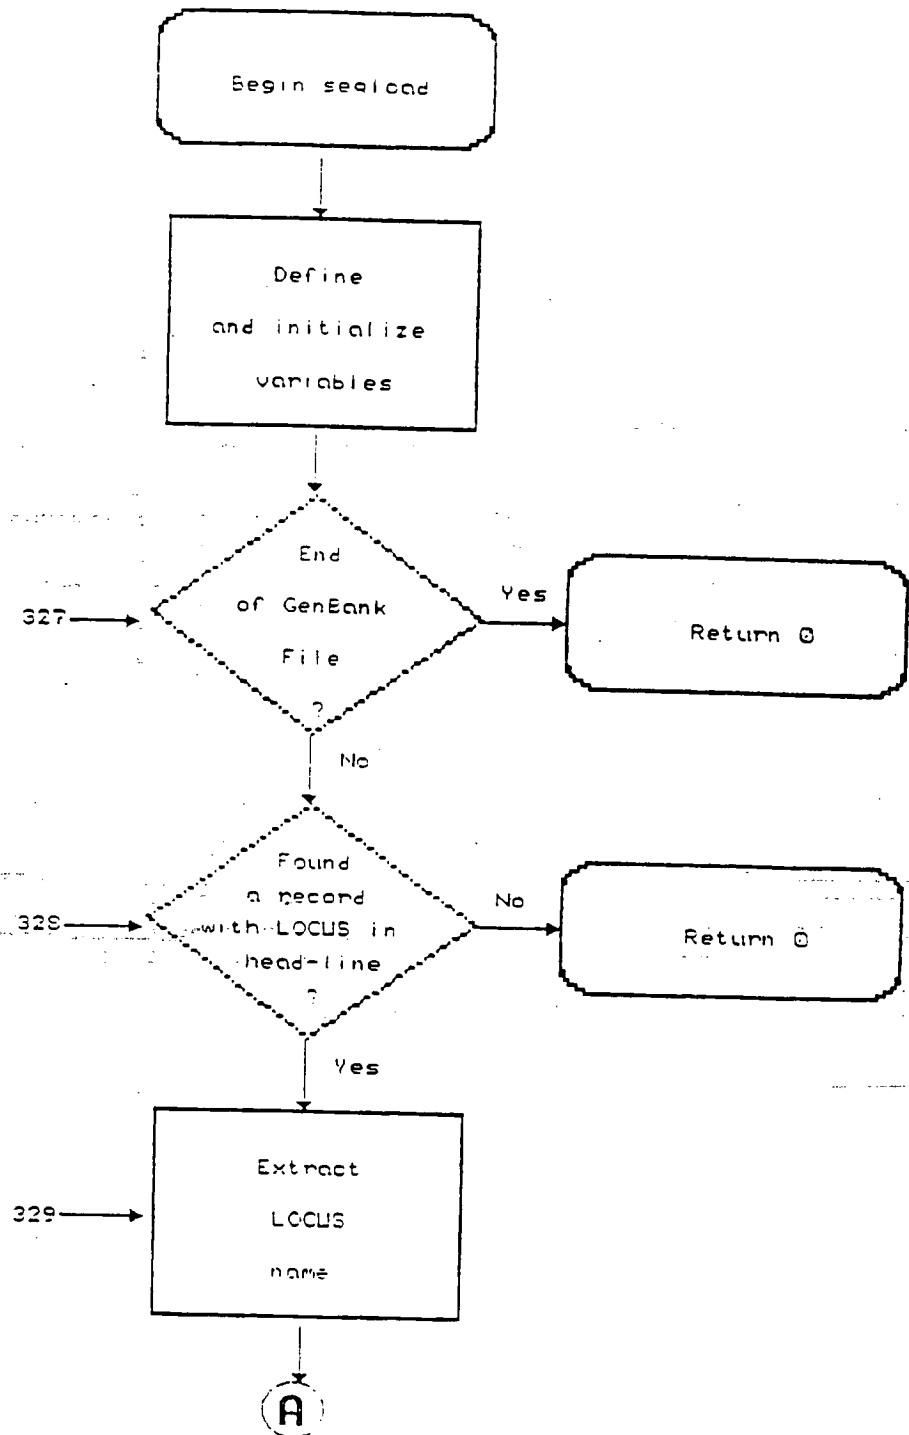 Begin seqload
Define
and initialize
variables
End
of GenBank
File
?
327
Yes
Return 0
No
Found
a record
with LOCUS in
head-line
?
328
No
Return 0
Yes
Extract
LOCUS
name
329
A